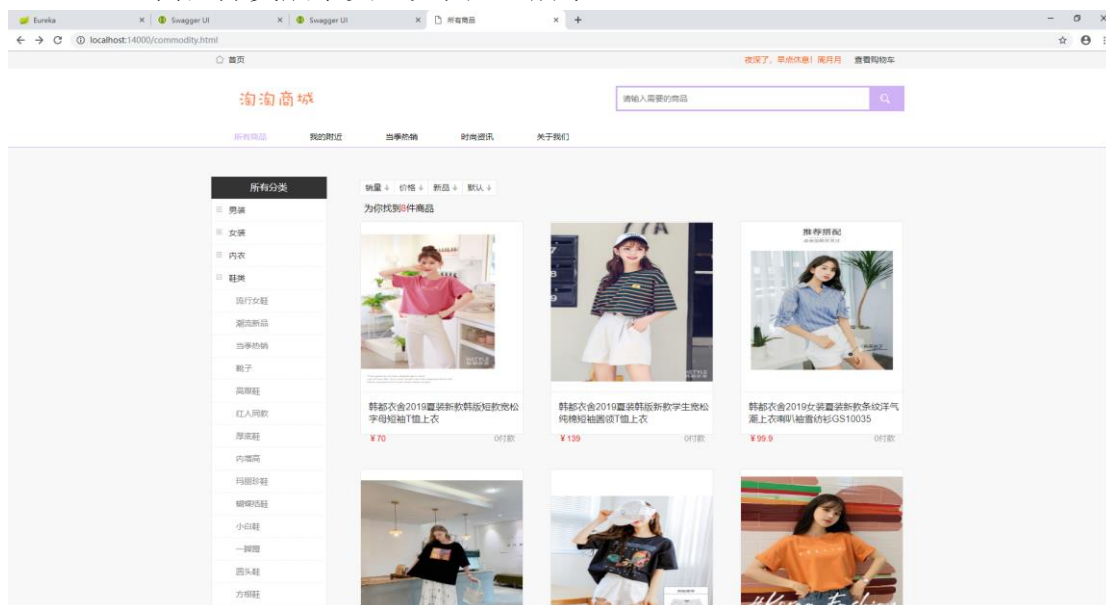 Eureka
Swagger UI
Swagger UI
所有商品
localhost:14000/commodity.html
首页
夜深了，早点休息！周月月 查看购物车
淘淘商城
请输入需要的商品
所有商品 我的附近 当季热销 时尚资讯 关于我们
所有分类
男装
女装
内衣
鞋类
流行女鞋
潮流新品
当季热销
靴子
高跟鞋
红人同款
厚底鞋
内增高
玛丽珍鞋
蝴蝶结鞋
小白鞋
一脚蹬
圆头鞋
方根鞋
销量↓ 价格↓ 新品↓ 默认↓
为你找到8件商品
韩都衣舍2019夏装新款韩版短款宽松
字母短袖T恤上衣
¥70 0付款
韩都衣舍2019夏装韩版新款学生宽松
纯棉短袖圆领T恤上衣
¥139 0付款
推荐搭配
韩都衣舍2019女装夏装新款条纹洋气
潮上衣喇叭袖雪纺衫GS10035
¥99.9 0付款